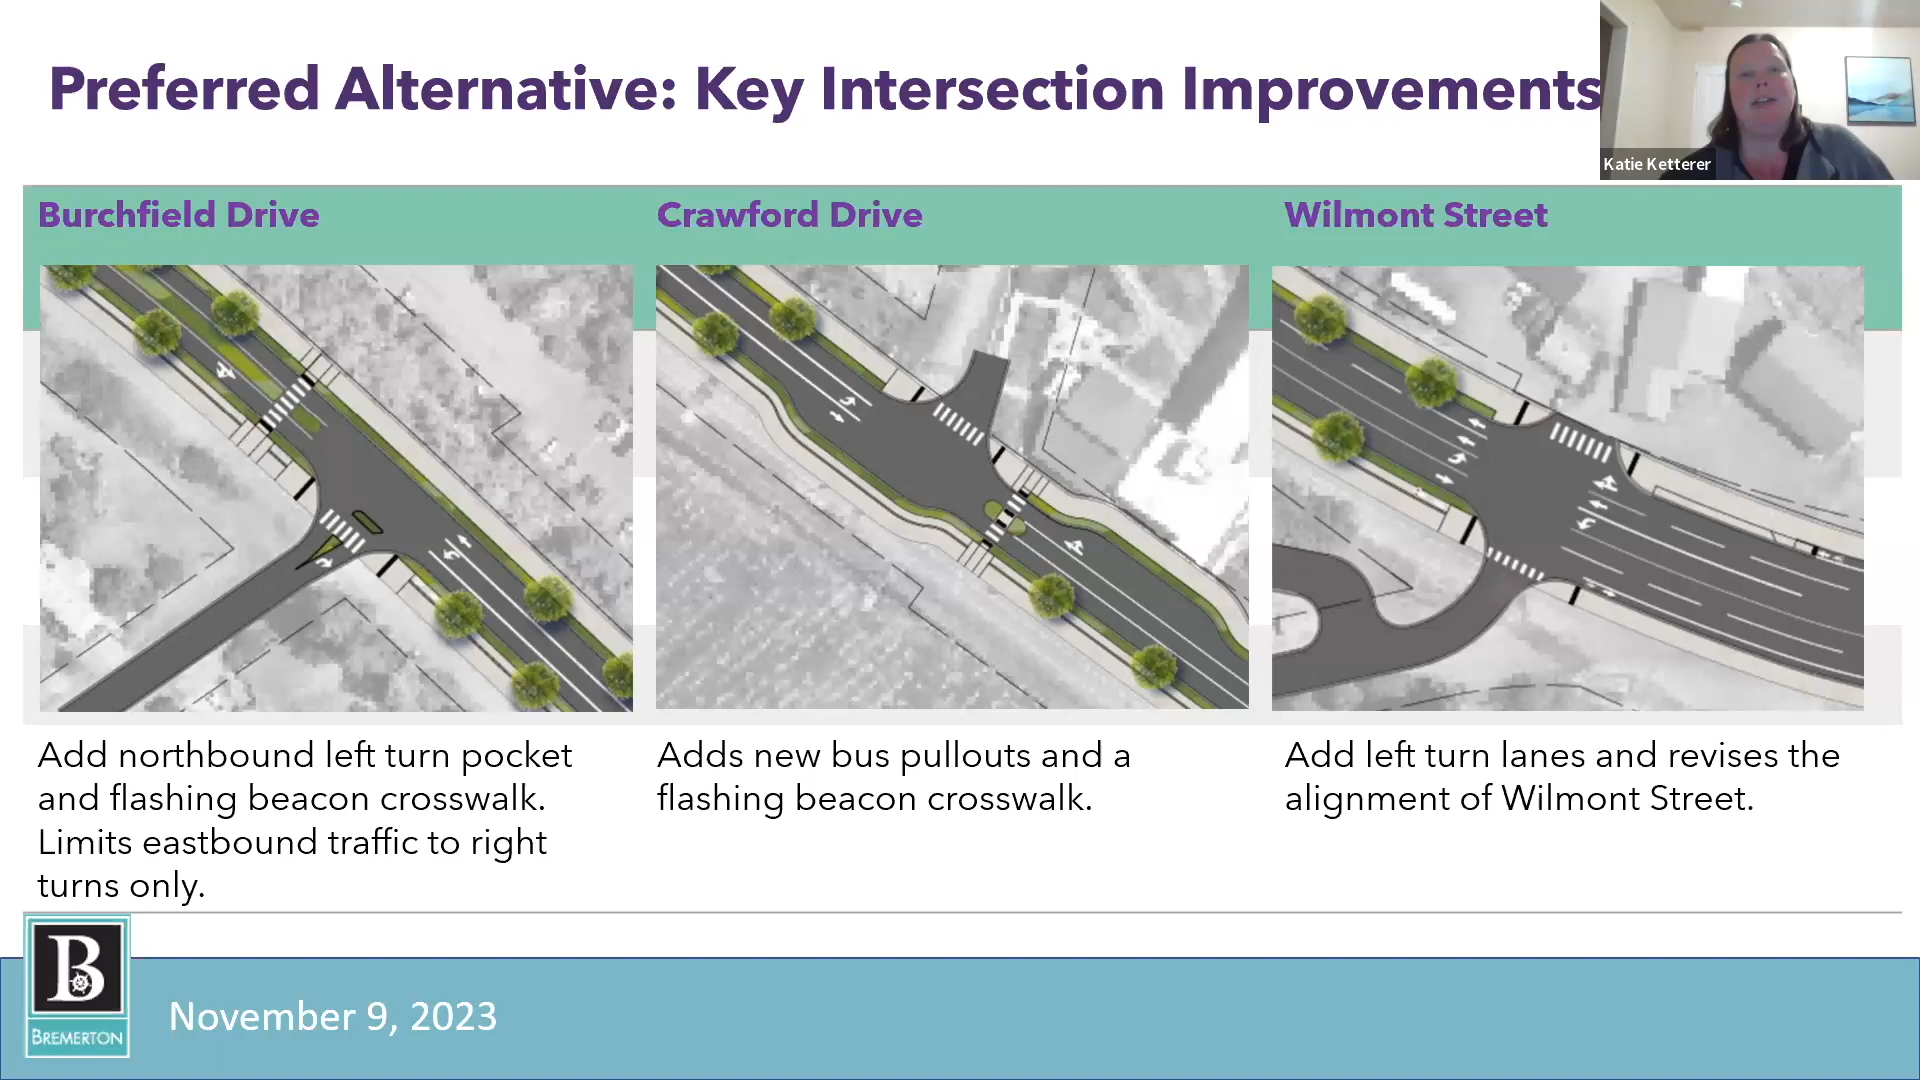 Preferred Alternative: Key Intersection Improvements
Katie Ketterer
Burchfield Drive
Crawford Drive
Wilmont Street
Add northbound left turn pocket
and flashing beacon crosswalk.
Limits eastbound traffic to right
turns only.
Adds new bus pullouts and a
flashing beacon crosswalk.
Add left turn lanes and revises the
alignment of Wilmont Street.
B
BREMERTON
November 9, 2023